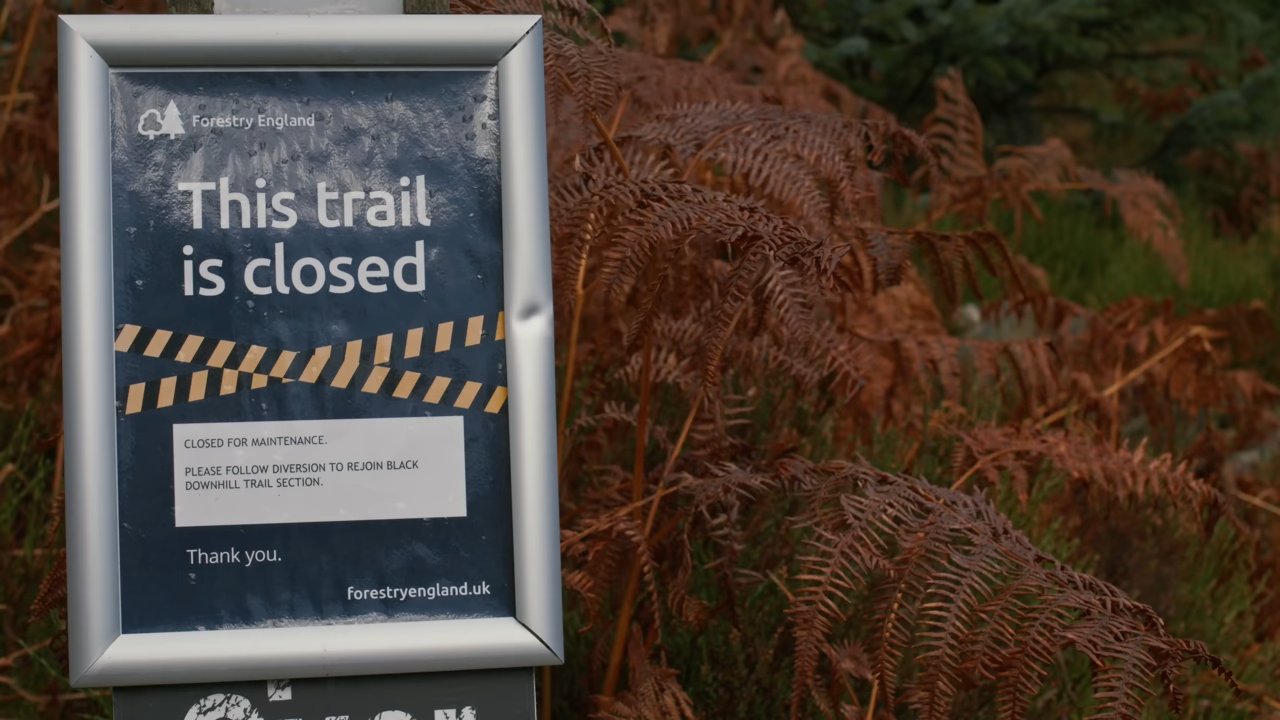 Forestry England
This trail
is closed
CLOSED FOR MAINTENANCE.
PLEASE FOLLOW DIVERSION TO REJOIN BLACK
DOWNHILL TRAIL SECTION.
Thank you.
forestryengland.uk